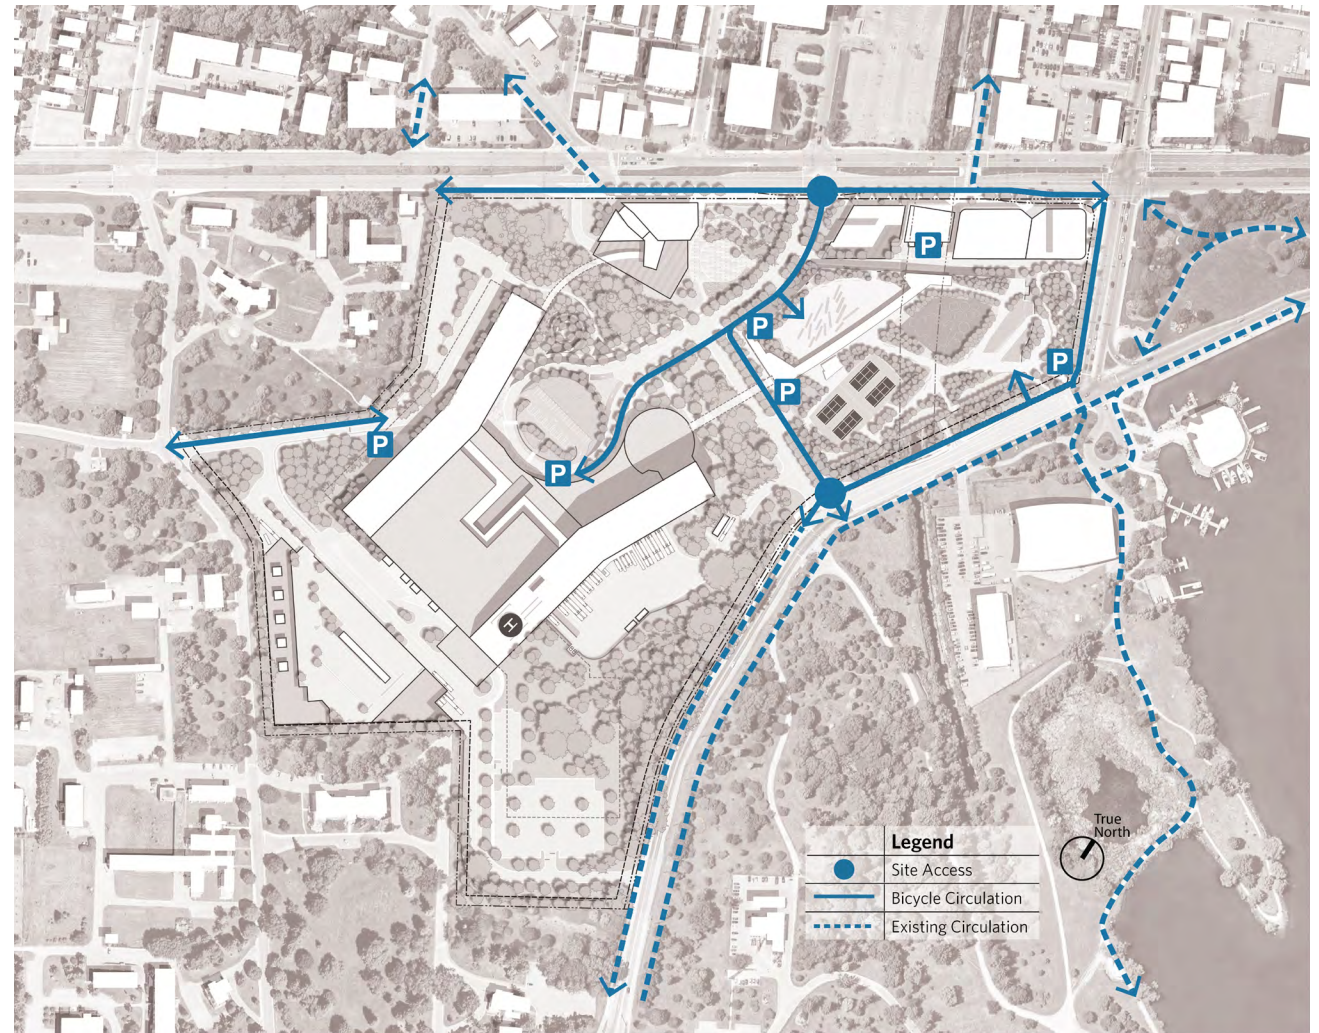 P
P
P
P
P
P
H
True
North
Legend
Site Access
Bicycle Circulation
Existing Circulation